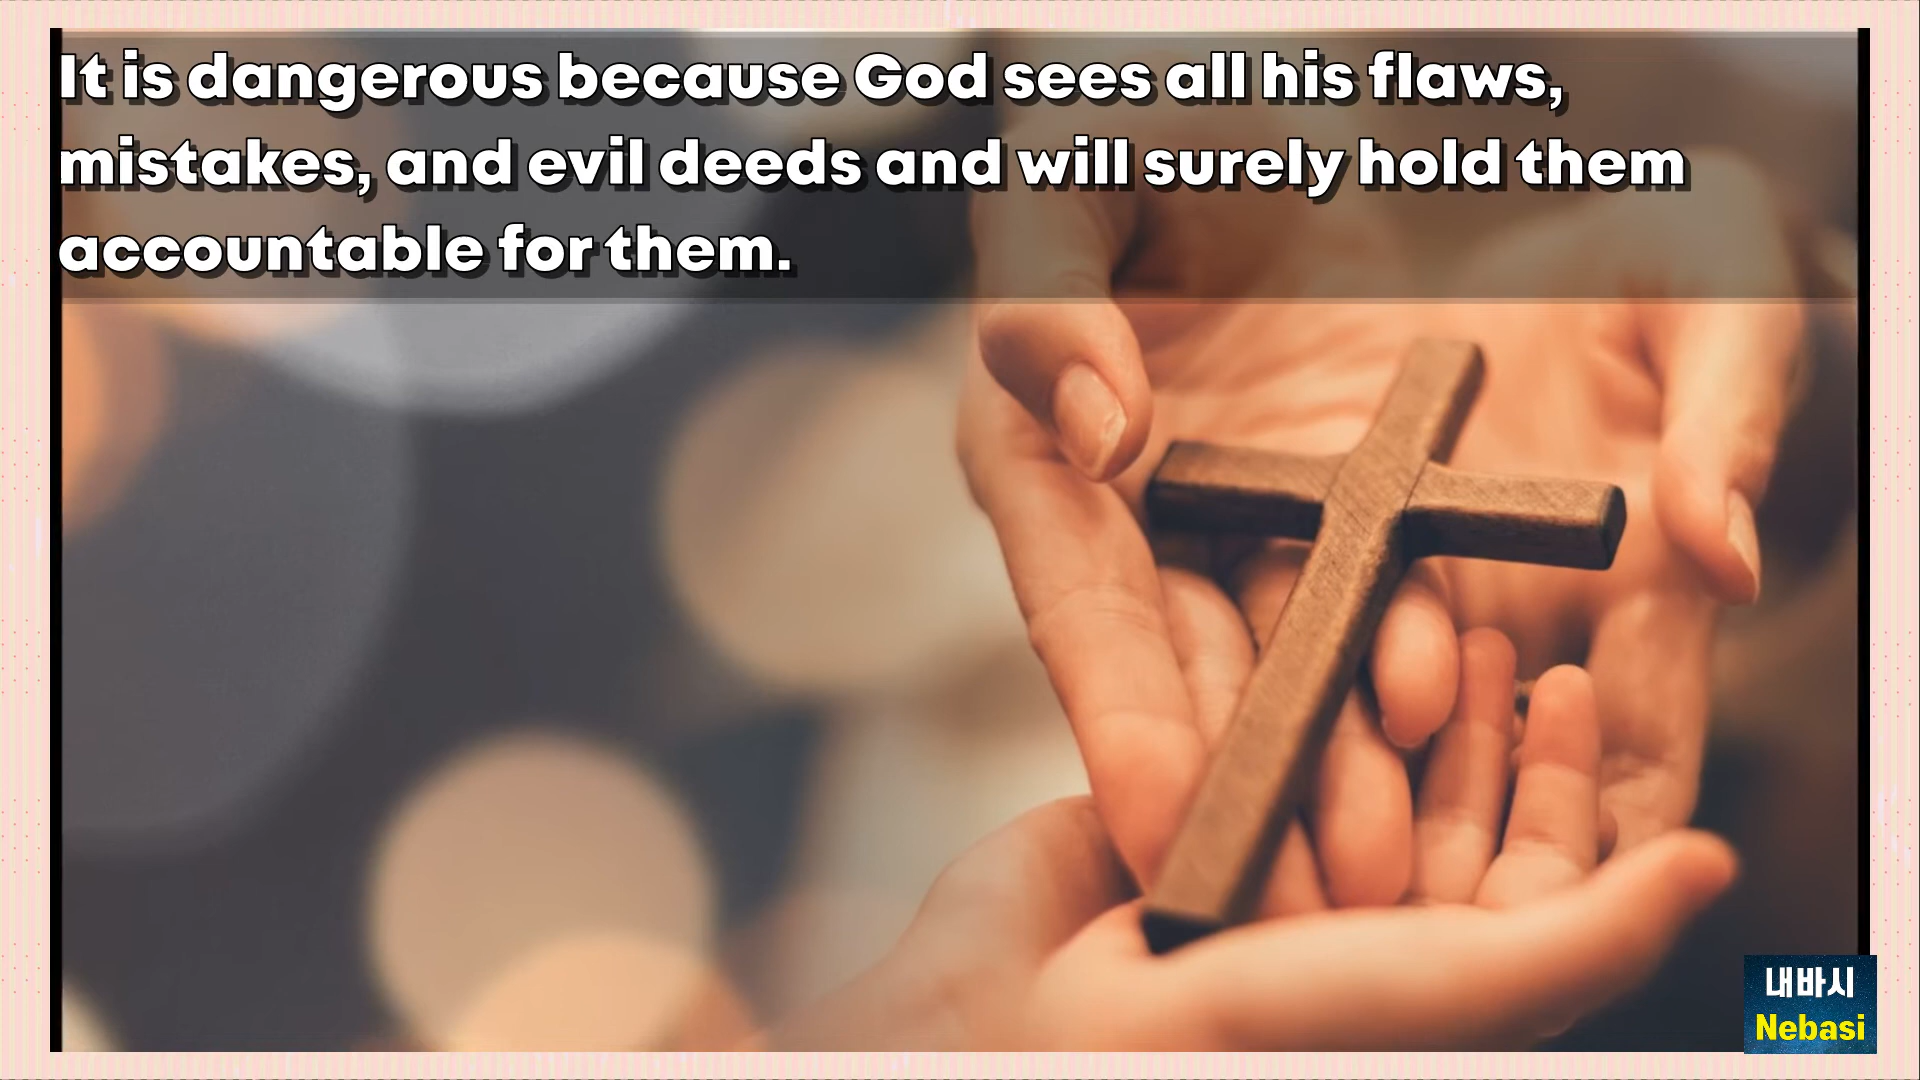 It is dangerous because God sees all his flaws,
mistakes, and evil deeds and will surely hold them
accountable for them.
내바시
Nebasi